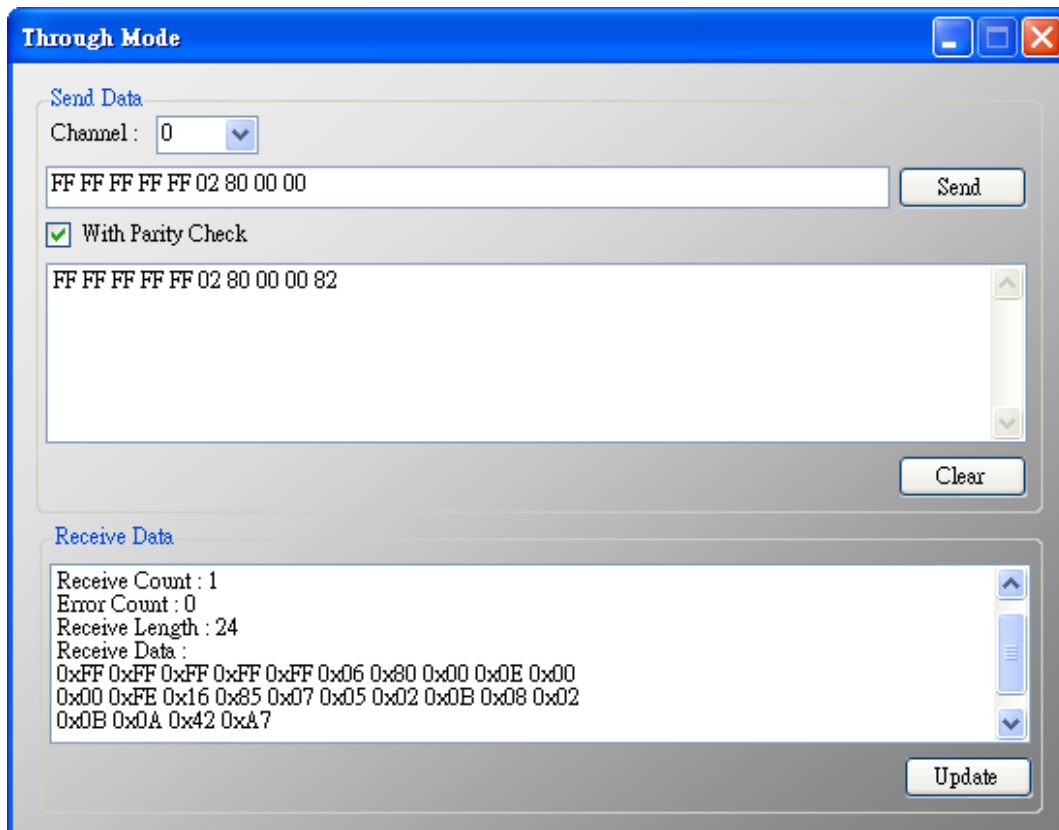 Through Mode
Send Data
Channel : 0
FF FF FF FF FF 02 80 00 00
Send
With Parity Check
FF FF FF FF FF 02 80 00 00 82
Clear
Receive Data
Receive Count : 1
Error Count : 0
Receive Length : 24
Receive Data :
0xFF 0xFF 0xFF 0xFF 0xFF 0x06 0x80 0x00 0x0E 0x00
0x00 0xFE 0x16 0x85 0x07 0x05 0x02 0x0B 0x08 0x02
0x0B 0x0A 0x42 0xA7
Update